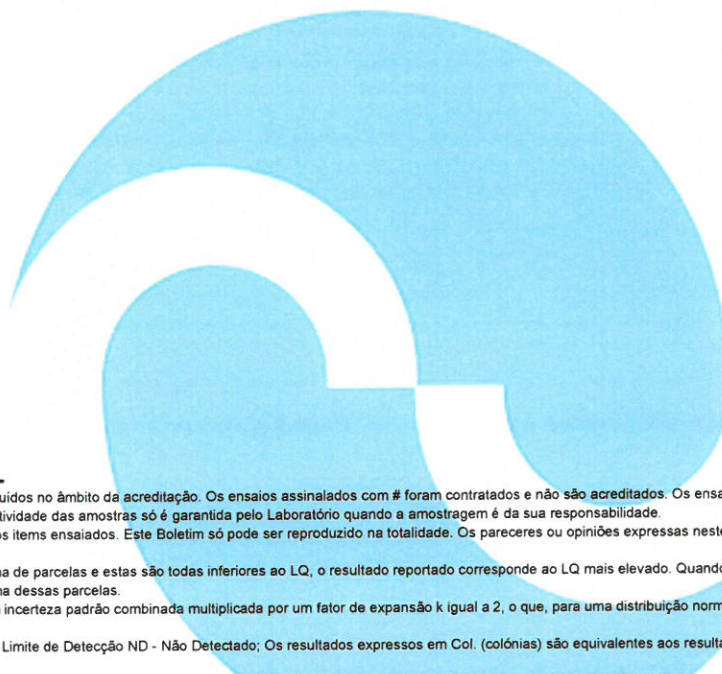 uídos no âmbito da acreditação. Os ensaios assinalados com # foram contratados e não são acreditados. Os ensa
tividade das amostras só é garantida pelo Laboratório quando a amostragem é da sua responsabilidade.
os items ensaiados. Este Boletim só pode ser reproduzido na totalidade. Os pareceres ou opiniões expressas neste
na de parcelas e estas são todas inferiores ao LQ, o resultado reportado corresponde ao LQ mais elevado. Quando
na dessas parcelas.
incerteza padrão combinada multiplicada por um fator de expansão k igual a 2, o que, para uma distribuição norm
Limite de Detecção ND - Não Detectado; Os resultados expressos em Col. (colónias) são equivalentes aos resulta